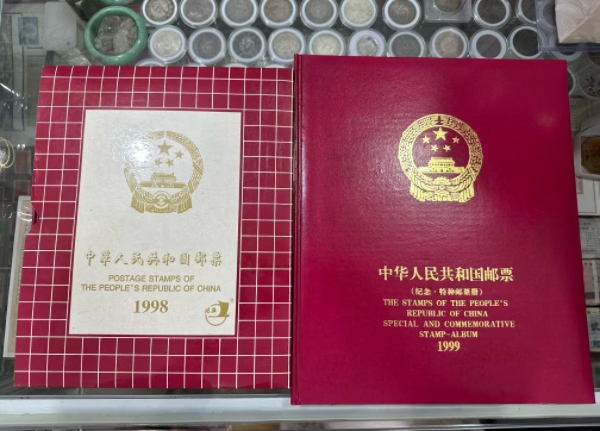 中華人民共和國郵票
POSTAGE STAMPS OF
THE PEOPLE'S REPUBLIC OF CHINA
1998
中华人民共和国邮票
(纪念·特种邮票册)
THE STAMPS OF THE PEOPLE'S
REPUBLIC OF CHINA
SPECIAL AND COMMEMORATIVE
STAMP-ALBUM
1999